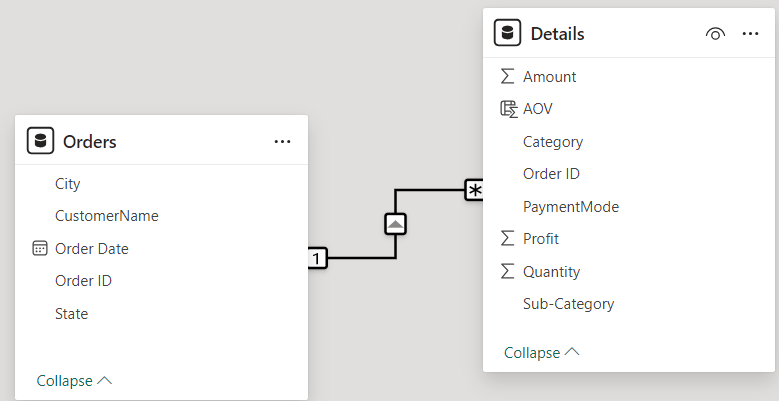 Orders
City
CustomerName
Order Date
Order ID
State
Collapse
1
*
Details
Amount
AOV
Category
Order ID
PaymentMode
Profit
Quantity
Sub-Category
Collapse